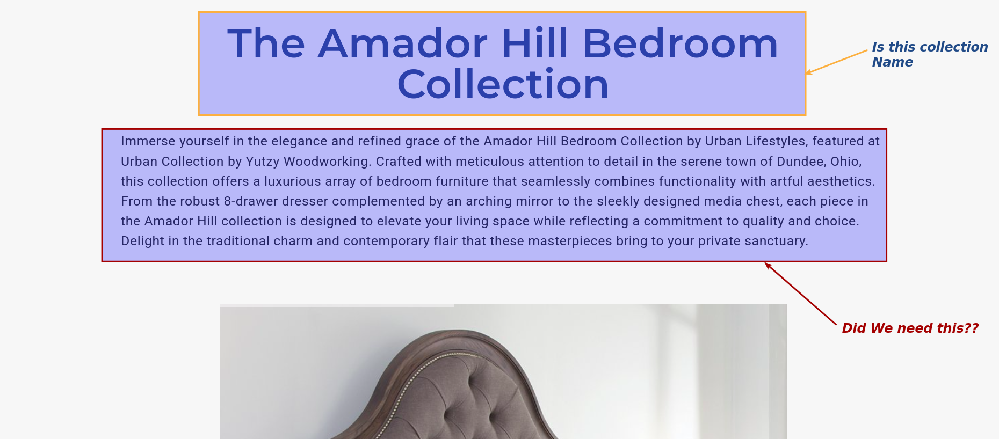 The Amador Hill Bedroom
Collection
Is this collection
Name
Immerse yourself in the elegance and refined grace of the Amador Hill Bedroom Collection by Urban Lifestyles, featured at
Urban Collection by Yutzy Woodworking. Crafted with meticulous attention to detail in the serene town of Dundee, Ohio,
this collection offers a luxurious array of bedroom furniture that seamlessly combines functionality with artful aesthetics.
From the robust 8-drawer dresser complemented by an arching mirror to the sleekly designed media chest, each piece in
the Amador Hill collection is designed to elevate your living space while reflecting a commitment to quality and choice.
Delight in the traditional charm and contemporary flair that these masterpieces bring to your private sanctuary.
Did We need this??